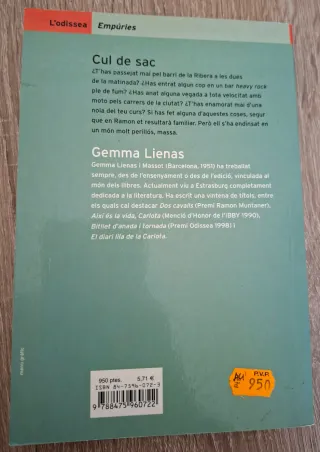 L'odissea Empúries
Cul de sac
¿T'has passejat mai pel barri de la Ribera a les dues
de la matinada? ¿Has entrat algun cop en un bar heavy rock
ple de fum? ¿Has anat alguna vegada a tota velocitat amb
moto pels carrers de la ciutat? ¿T'has enamorat mai d'una
noia del teu curs? Si has fet alguna d'aquestes coses, segur
que en Ramon et resultarà familiar. Però ell s'ha endinsat en
un món molt perillós, massa.
Gemma Lienas
Gemma Lienas i Massot (Barcelona, 1951) ha treballat
sempre, des de l'ensenyament o des de l'edició, vinculada al
món dels llibres. Actualment viu a Estrasburg completament
dedicada a la literatura. Ha escrit una vintena de títols, entre
els quals cal destacar Dos cavalls (Premi Ramon Muntaner),
Així és la vida, Carlota (Menció d'Honor de l'IBBY 1990),
Bitllet d'anada i tornada (Premi Odissea 1998) i
El diari lila de la Carlota.
950 ptes. 5,71 €
ISBN 84-7596-072-3
9 788475 960722
P.V.P.
950